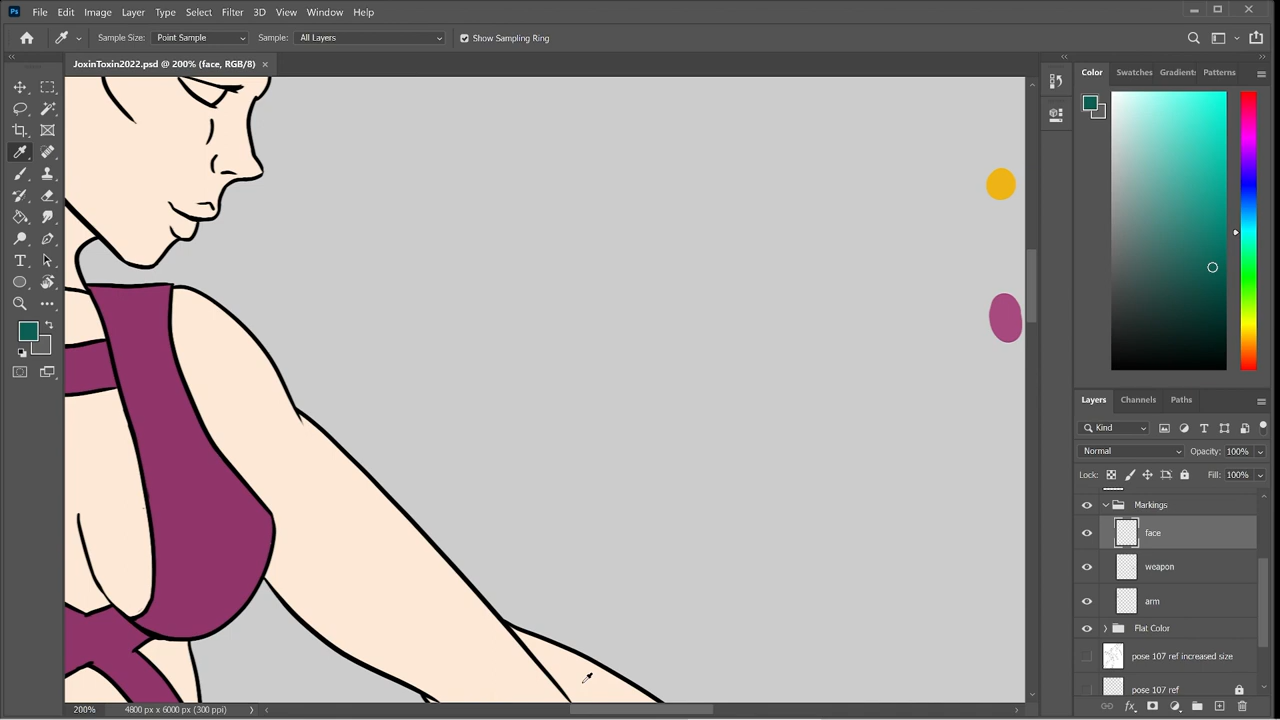 Ps File Edit Image Layer Type Select Filter 3D View Window Help
Sample Size: Point Sample Sample: All Layers Show Sampling Ring
JoxinToxin2022.psd @ 200% (face, RGB/8) ×
Color Swatches Gradient: Patterns
Layers Channels Paths
Kind
Normal Opacity: 100%
Lock: Fill: 100%
Markings
face
weapon
arm
Flat Color
pose 107 ref increased size
pose 107 ref
200% 4800 px x 6000 px (300 ppi)